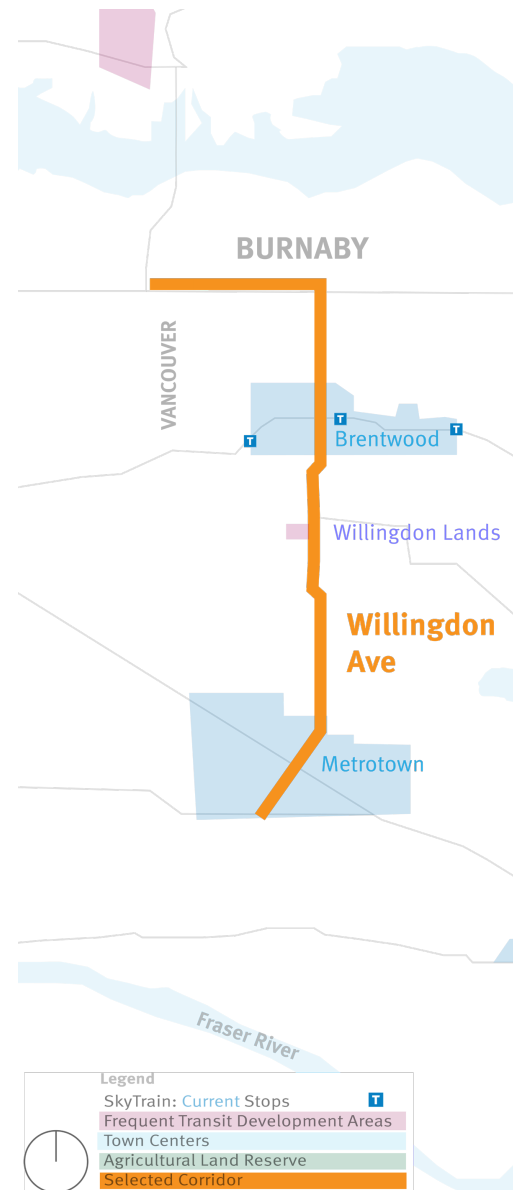 BURNABY
VANCOUVER
T
Brentwood
T
T
Willingdon Lands
Willingdon
Ave
Metrotown
Fraser River
Legend
SkyTrain: Current Stops T
Frequent Transit Development Areas
Town Centers
Agricultural Land Reserve
Selected Corridor